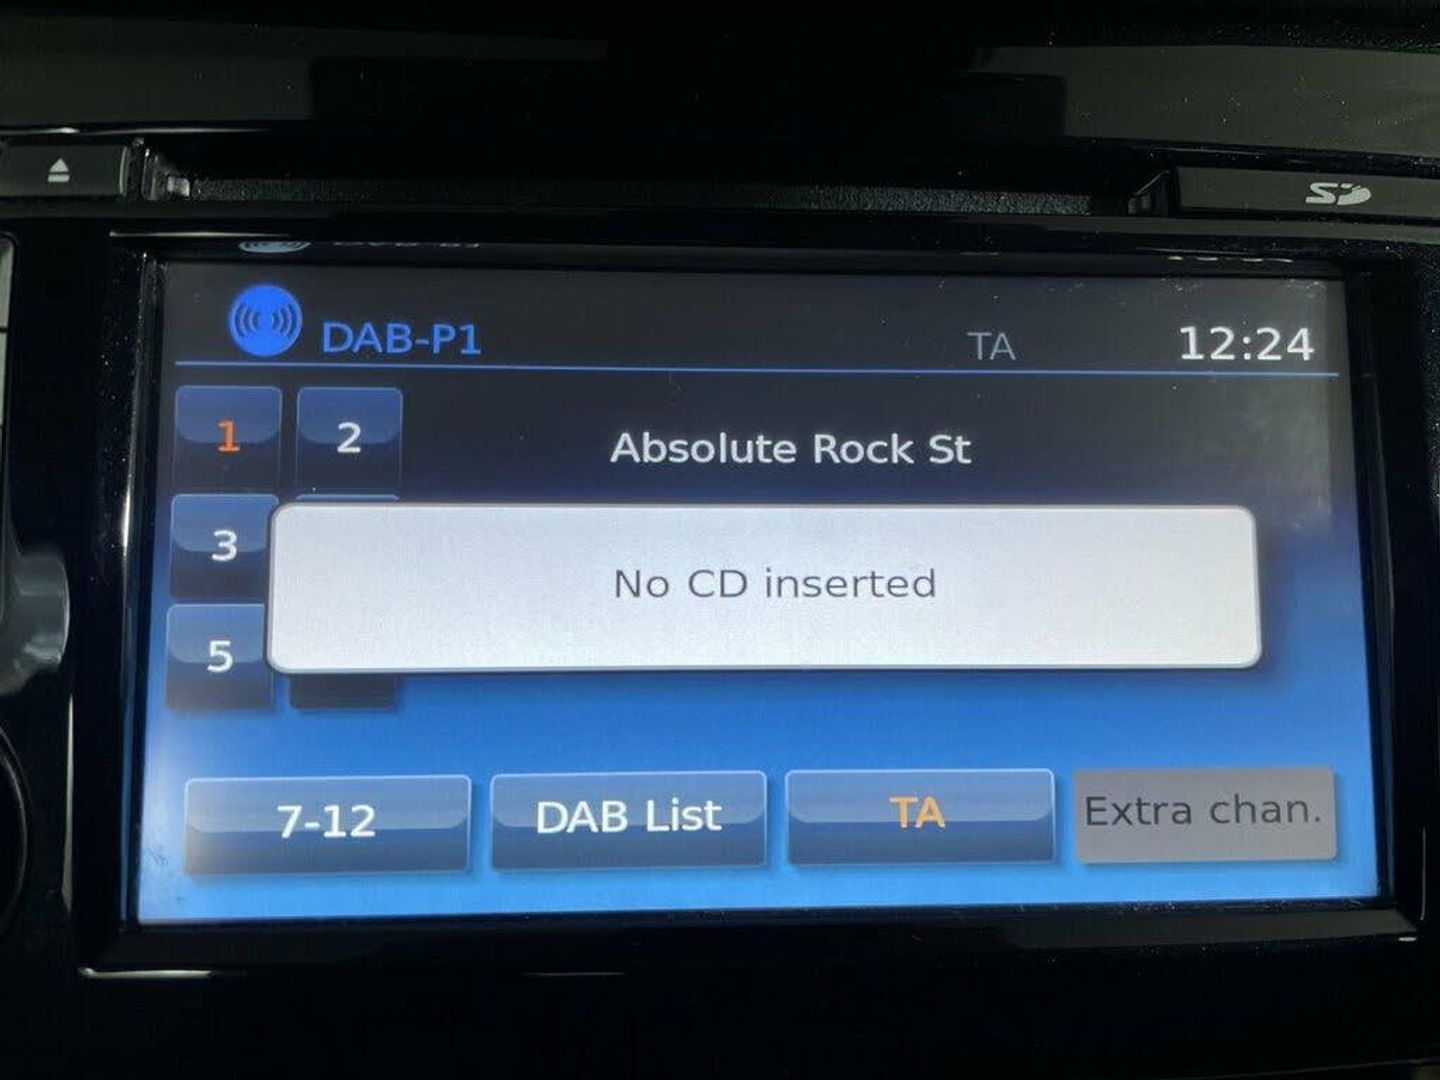 SD
DAB-P1
TA
12:24
1
2
Absolute Rock St
3
No CD inserted
5
7-12
DAB List
TA
Extra chan.